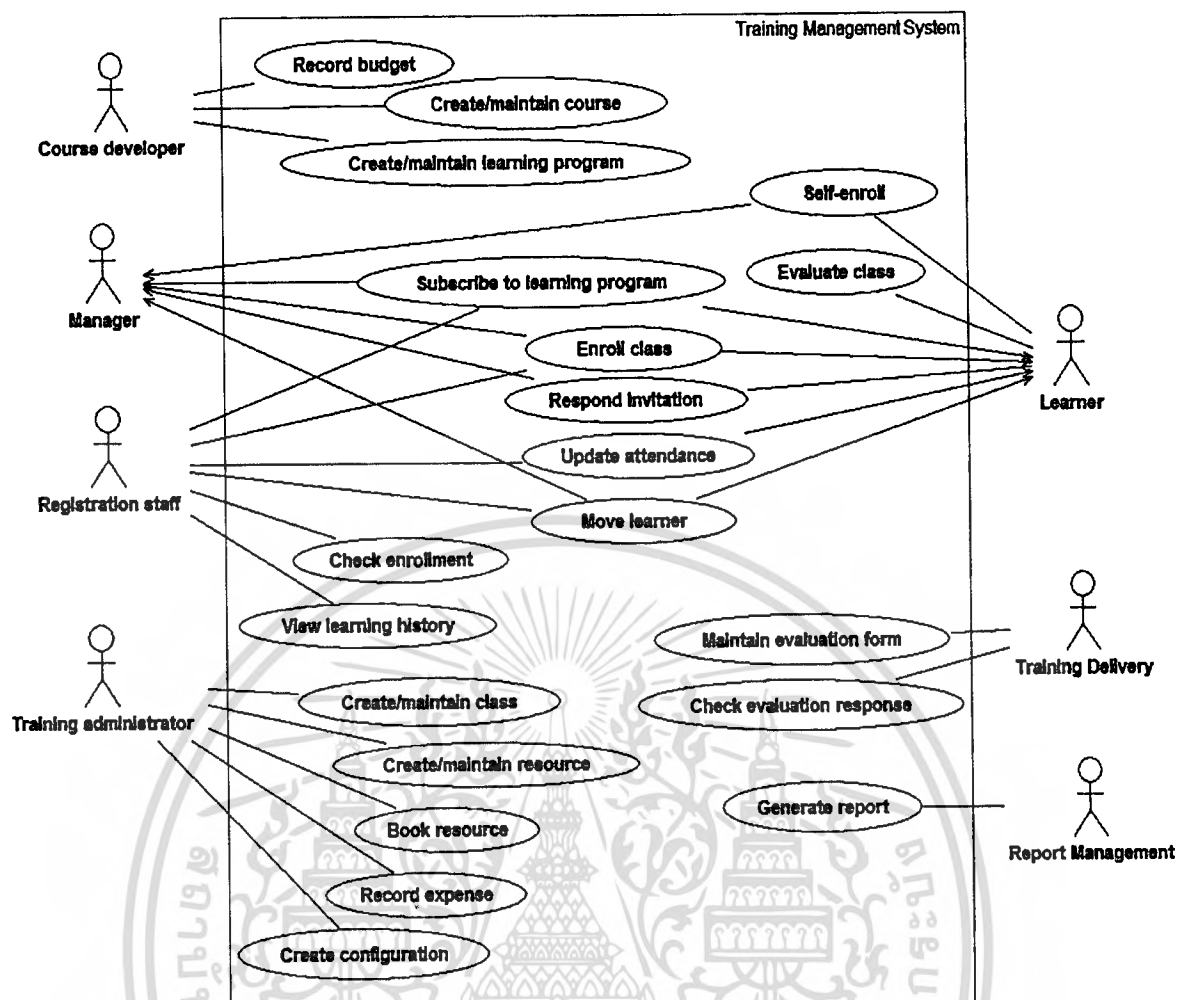 Training Management System
Record budget
Create/maintain course
Course developer
Create/maintain learning program
Self-enroll
Evaluate class
Subscribe to learning program
Manager
Enroll class
Respond invitation
Learner
Update attendance
Registration staff
Move learner
Check enrollment
View learning history
Maintain evaluation form
Training Delivery
Create/maintain class
Check evaluation response
Training administrator
Create/maintain resource
Generate report
Book resource
Report Management
Record expense
Create configuration